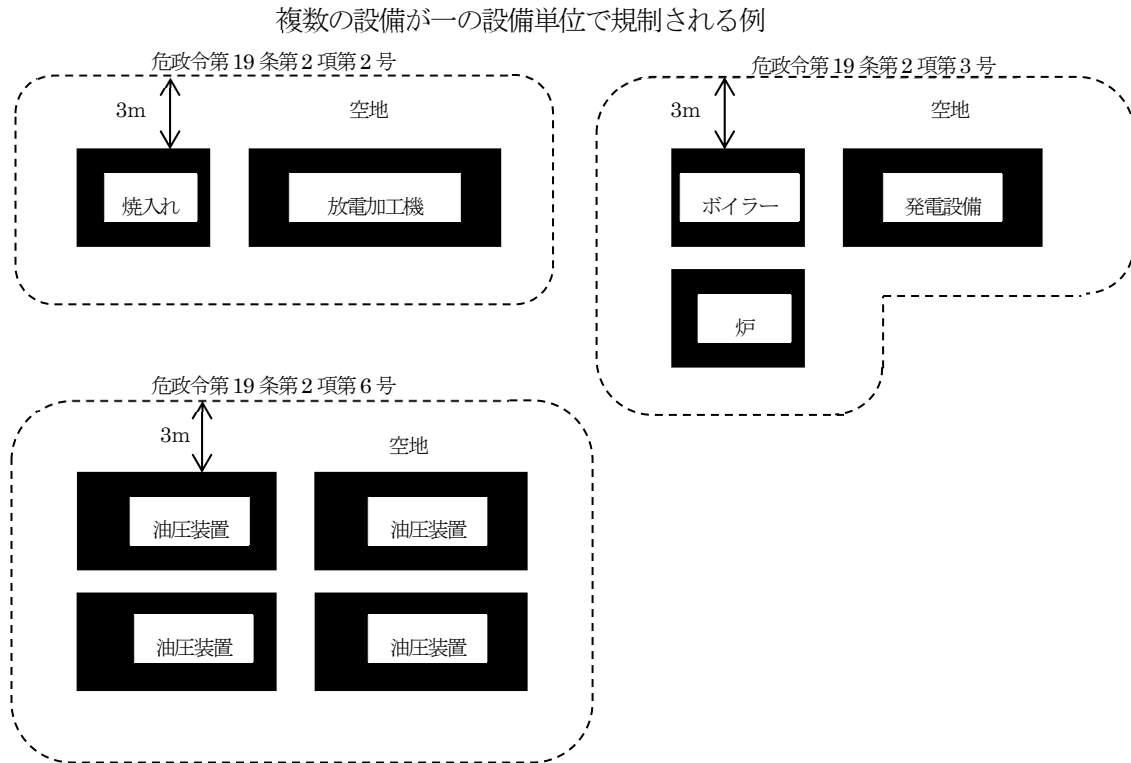 複数の設備が一の設備単位で規制される例
危政令第19条第2項第2号
3m
空地
焼入れ
放電加工機
危政令第19条第2項第3号
3m
空地
ボイラー
発電設備
炉
危政令第19条第2項第6号
3m
空地
油圧装置
油圧装置
油圧装置
油圧装置